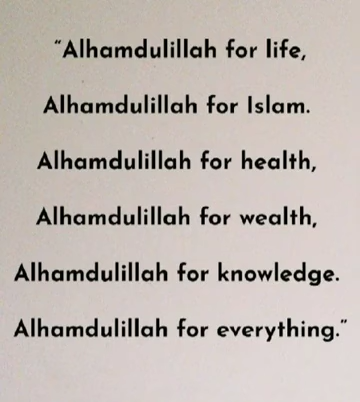 “Alhamdulillah for life,
Alhamdulillah for Islam.
Alhamdulillah for health,
Alhamdulillah for wealth,
Alhamdulillah for knowledge.
Alhamdulillah for everything.”